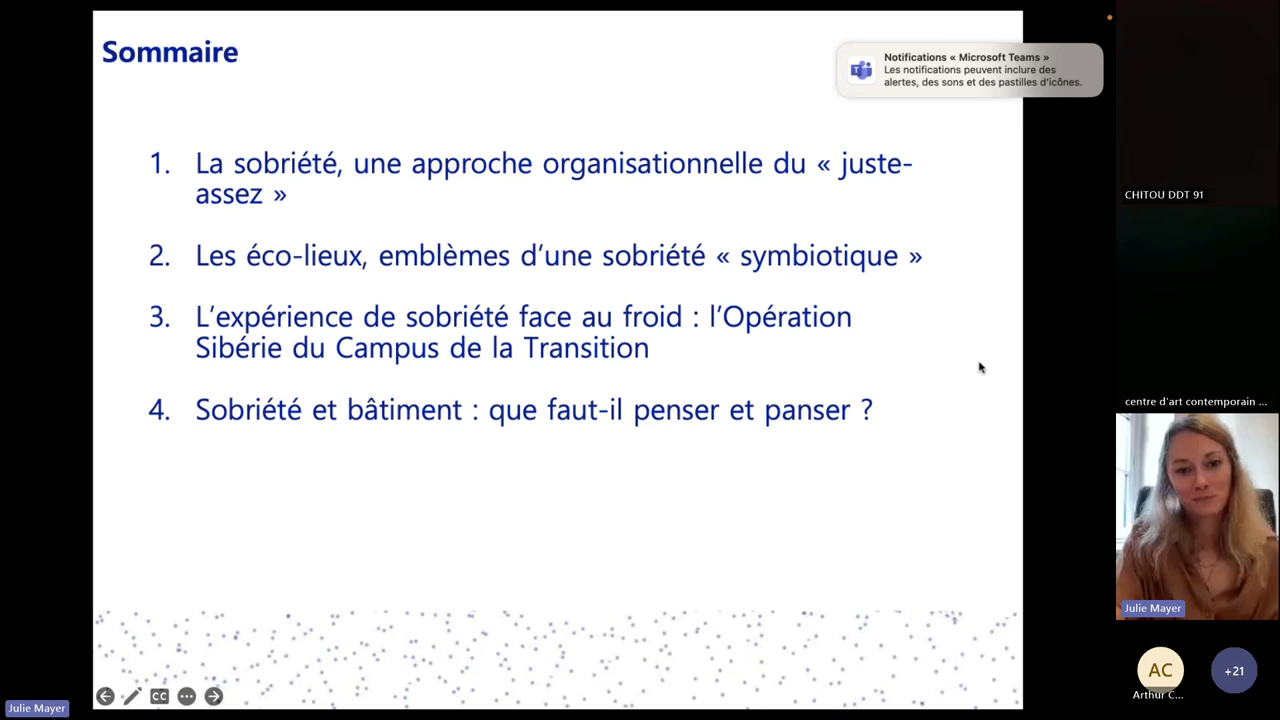 Sommaire
Notifications « Microsoft Teams »
Les notifications peuvent inclure des
alertes, des sons et des pastilles d'icônes.
1. La sobriété, une approche organisationnelle du « juste-
assez »
2. Les éco-lieux, emblèmes d’une sobriété « symbiotique »
3. L’expérience de sobriété face au froid : l’Opération
Sibérie du Campus de la Transition
4. Sobriété et bâtiment : que faut-il penser et panser ?
CHITOU DDT 91
centre d'art contemporain ...
Julie Mayer
AC
Arthur C...
+21
CC
Julie Mayer